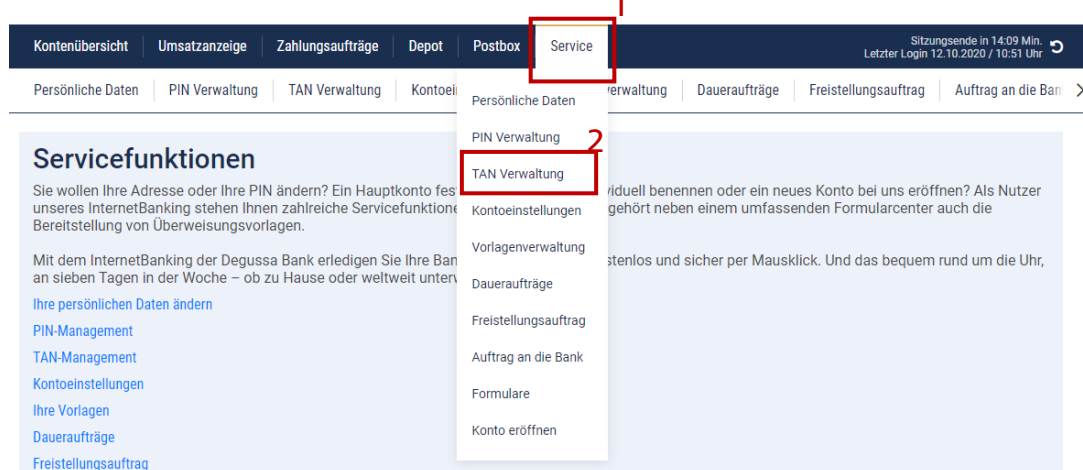 1
Kontenübersicht Umsatzanzeige Zahlungsaufträge Depot Postbox Service
Sitzungsende in 14:09 Min.
Letzter Login 12.10.2020 / 10:51 Uhr
Persönliche Daten PIN Verwaltung TAN Verwaltung Kontoei erwaltung Daueraufträge Freistellungsauftrag Auftrag an die Ban
Persönliche Daten
PIN Verwaltung
2
TAN Verwaltung
Kontoeinstellungen
Vorlagenverwaltung
Daueraufträge
Freistellungsauftrag
Auftrag an die Bank
Formulare
Konto eröffnen
Servicefunktionen
Sie wollen Ihre Adresse oder Ihre PIN ändern? Ein Hauptkonto fes viduell benennen oder ein neues Konto bei uns eröffnen? Als Nutzer
unseres InternetBanking stehen Ihnen zahlreiche Servicefunktione gehört neben einem umfassenden Formularcenter auch die
Bereitstellung von Überweisungsvorlagen.
Mit dem InternetBanking der Degussa Bank erledigen Sie Ihre Ban stenlos und sicher per Mausklick. Und das bequem rund um die Uhr,
an sieben Tagen in der Woche – ob zu Hause oder weltweit unterw
Ihre persönlichen Daten ändern
PIN-Management
TAN-Management
Kontoeinstellungen
Ihre Vorlagen
Daueraufträge
Freistellungsauftrag